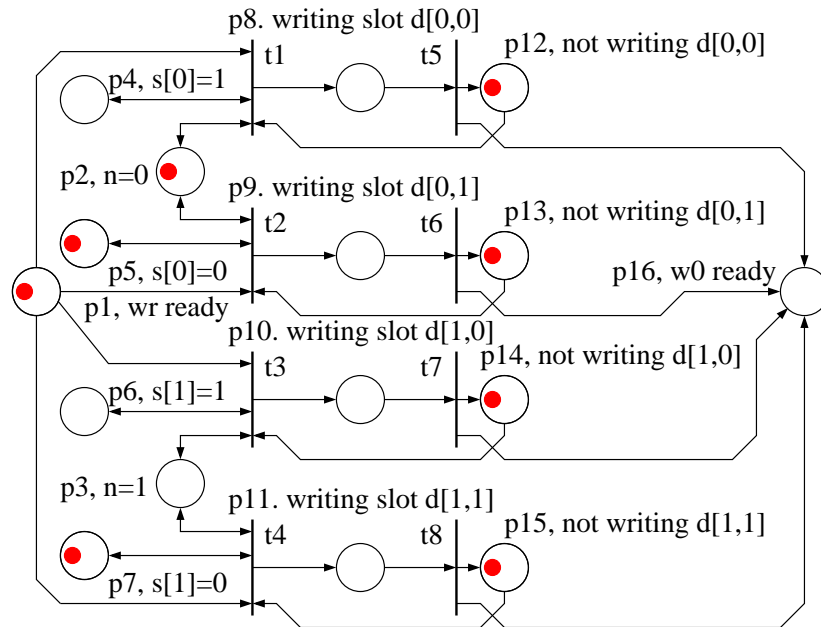 p8. writing slot d[0,0]
t1
t5
p12, not writing d[0,0]
p4, s[0]=1
p2, n=0
p9. writing slot d[0,1]
t2
t6
p13, not writing d[0,1]
p5, s[0]=0
p16, w0 ready
p1, wr ready
p10. writing slot d[1,0]
t3
t7
p14, not writing d[1,0]
p6, s[1]=1
p3, n=1
p11. writing slot d[1,1]
t4
t8
p15, not writing d[1,1]
p7, s[1]=0